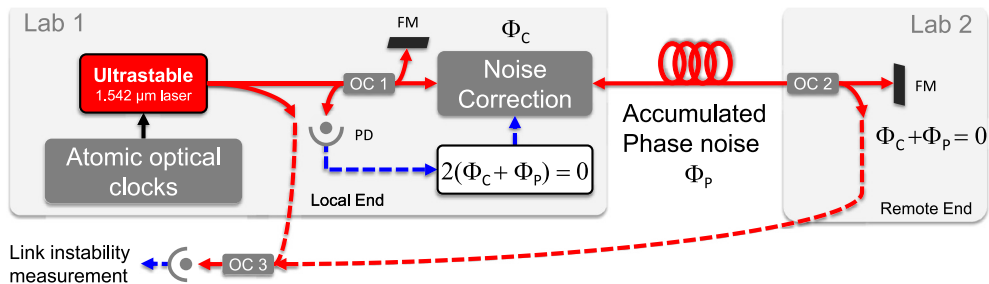 Lab 1
Lab 2
FM
Φ_C
Ultrastable
1.542 µm laser
OC 1
Noise
Correction
OC 2
FM
PD
Accumulated
Phase noise
Φ_P
Φ_C+Φ_P=0
Atomic optical
clocks
2(Φ_C+Φ_P)=0
Local End
Remote End
Link instability
measurement
OC 3